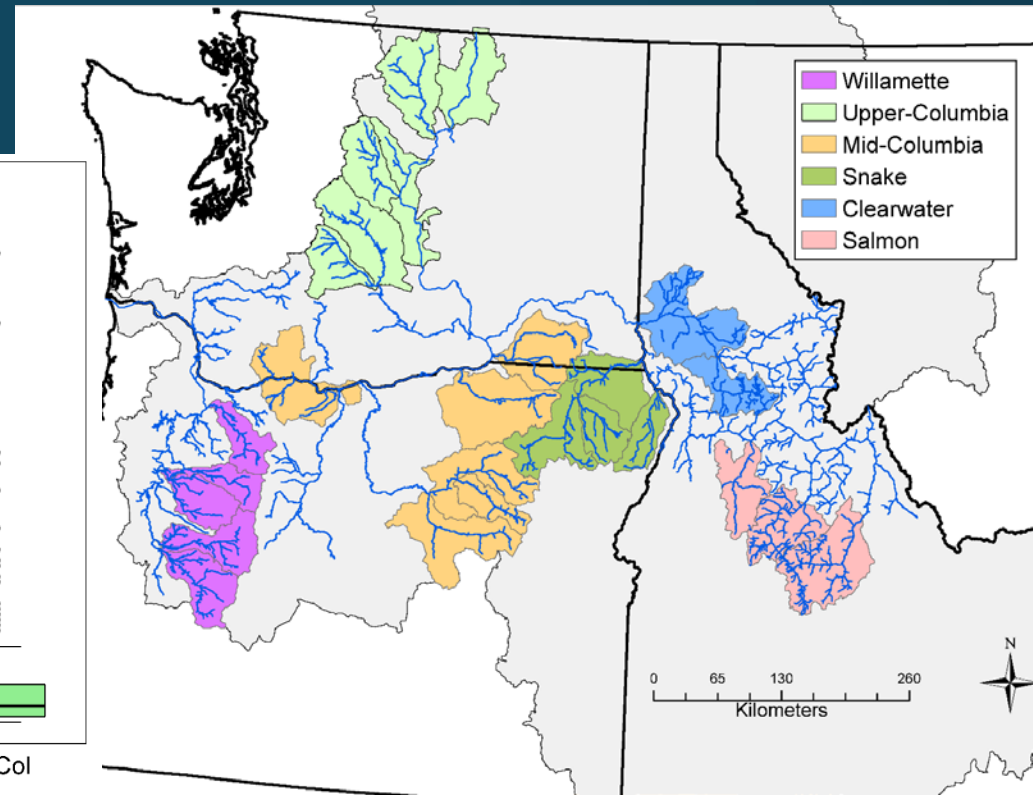 Willamette
Upper-Columbia
Mid-Columbia
Snake
Clearwater
Salmon
N
0 65 130 260
Kilometers
Col